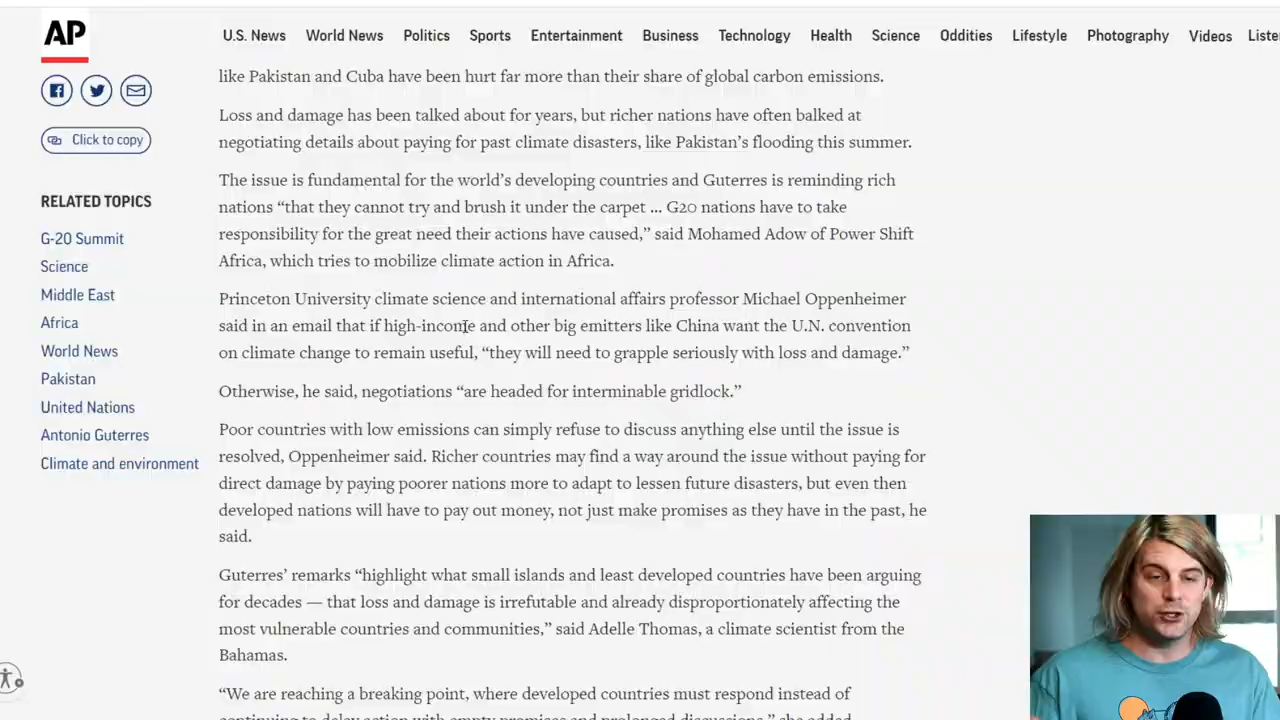 AP
U.S. News World News Politics Sports Entertainment Business Technology Health Science Oddities Lifestyle Photography Videos Liste
Click to copy
RELATED TOPICS
G-20 Summit
Science
Middle East
Africa
World News
Pakistan
United Nations
Antonio Guterres
Climate and environment
like Pakistan and Cuba have been hurt far more than their share of global carbon emissions.
Loss and damage has been talked about for years, but richer nations have often balked at
negotiating details about paying for past climate disasters, like Pakistan’s flooding this summer.
The issue is fundamental for the world’s developing countries and Guterres is reminding rich
nations “that they cannot try and brush it under the carpet ... G20 nations have to take
responsibility for the great need their actions have caused,” said Mohamed Adow of Power Shift
Africa, which tries to mobilize climate action in Africa.
Princeton University climate science and international affairs professor Michael Oppenheimer
said in an email that if high-income and other big emitters like China want the U.N. convention
on climate change to remain useful, “they will need to grapple seriously with loss and damage.”
Otherwise, he said, negotiations “are headed for interminable gridlock.”
Poor countries with low emissions can simply refuse to discuss anything else until the issue is
resolved, Oppenheimer said. Richer countries may find a way around the issue without paying for
direct damage by paying poorer nations more to adapt to lessen future disasters, but even then
developed nations will have to pay out money, not just make promises as they have in the past, he
said.
Guterres’ remarks “highlight what small islands and least developed countries have been arguing
for decades — that loss and damage is irrefutable and already disproportionately affecting the
most vulnerable countries and communities,” said Adelle Thomas, a climate scientist from the
Bahamas.
“We are reaching a breaking point, where developed countries must respond instead of
continuing to delay action with empty promises and prolonged discussions,” she added.